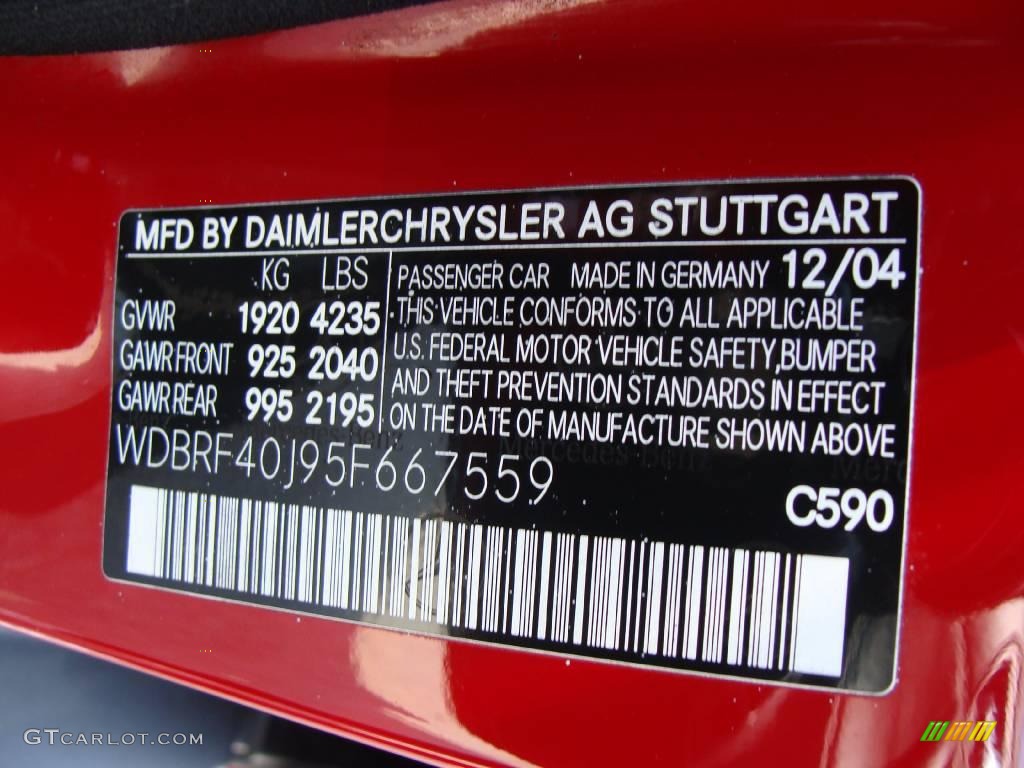 MFD BY DAIMLERCHRYSLER AG STUTTGART
KG LBS
GVWR 1920 4235
GAWR FRONT 925 2040
GAWR REAR 995 2195
PASSENGER CAR MADE IN GERMANY 12/04
THIS VEHICLE CONFORMS TO ALL APPLICABLE
U.S. FEDERAL MOTOR VEHICLE SAFETY, BUMPER
AND THEFT PREVENTION STANDARDS IN EFFECT
ON THE DATE OF MANUFACTURE SHOWN ABOVE
Mercedes-Benz
WDBRF40J95F667559
C590
GTCARLOT.COM